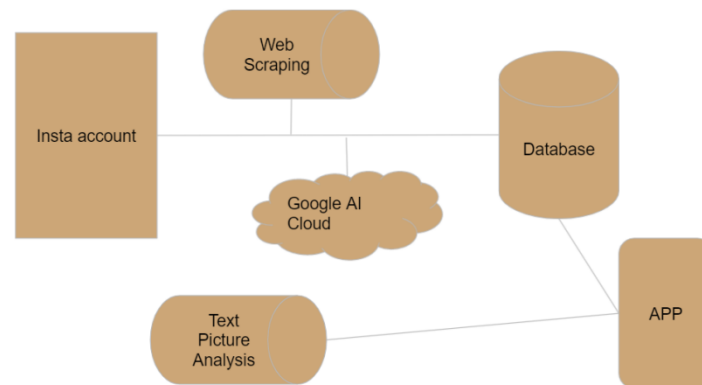 Web
Scraping
Insta account
Database
Google AI
Cloud
APP
Text
Picture
Analysis